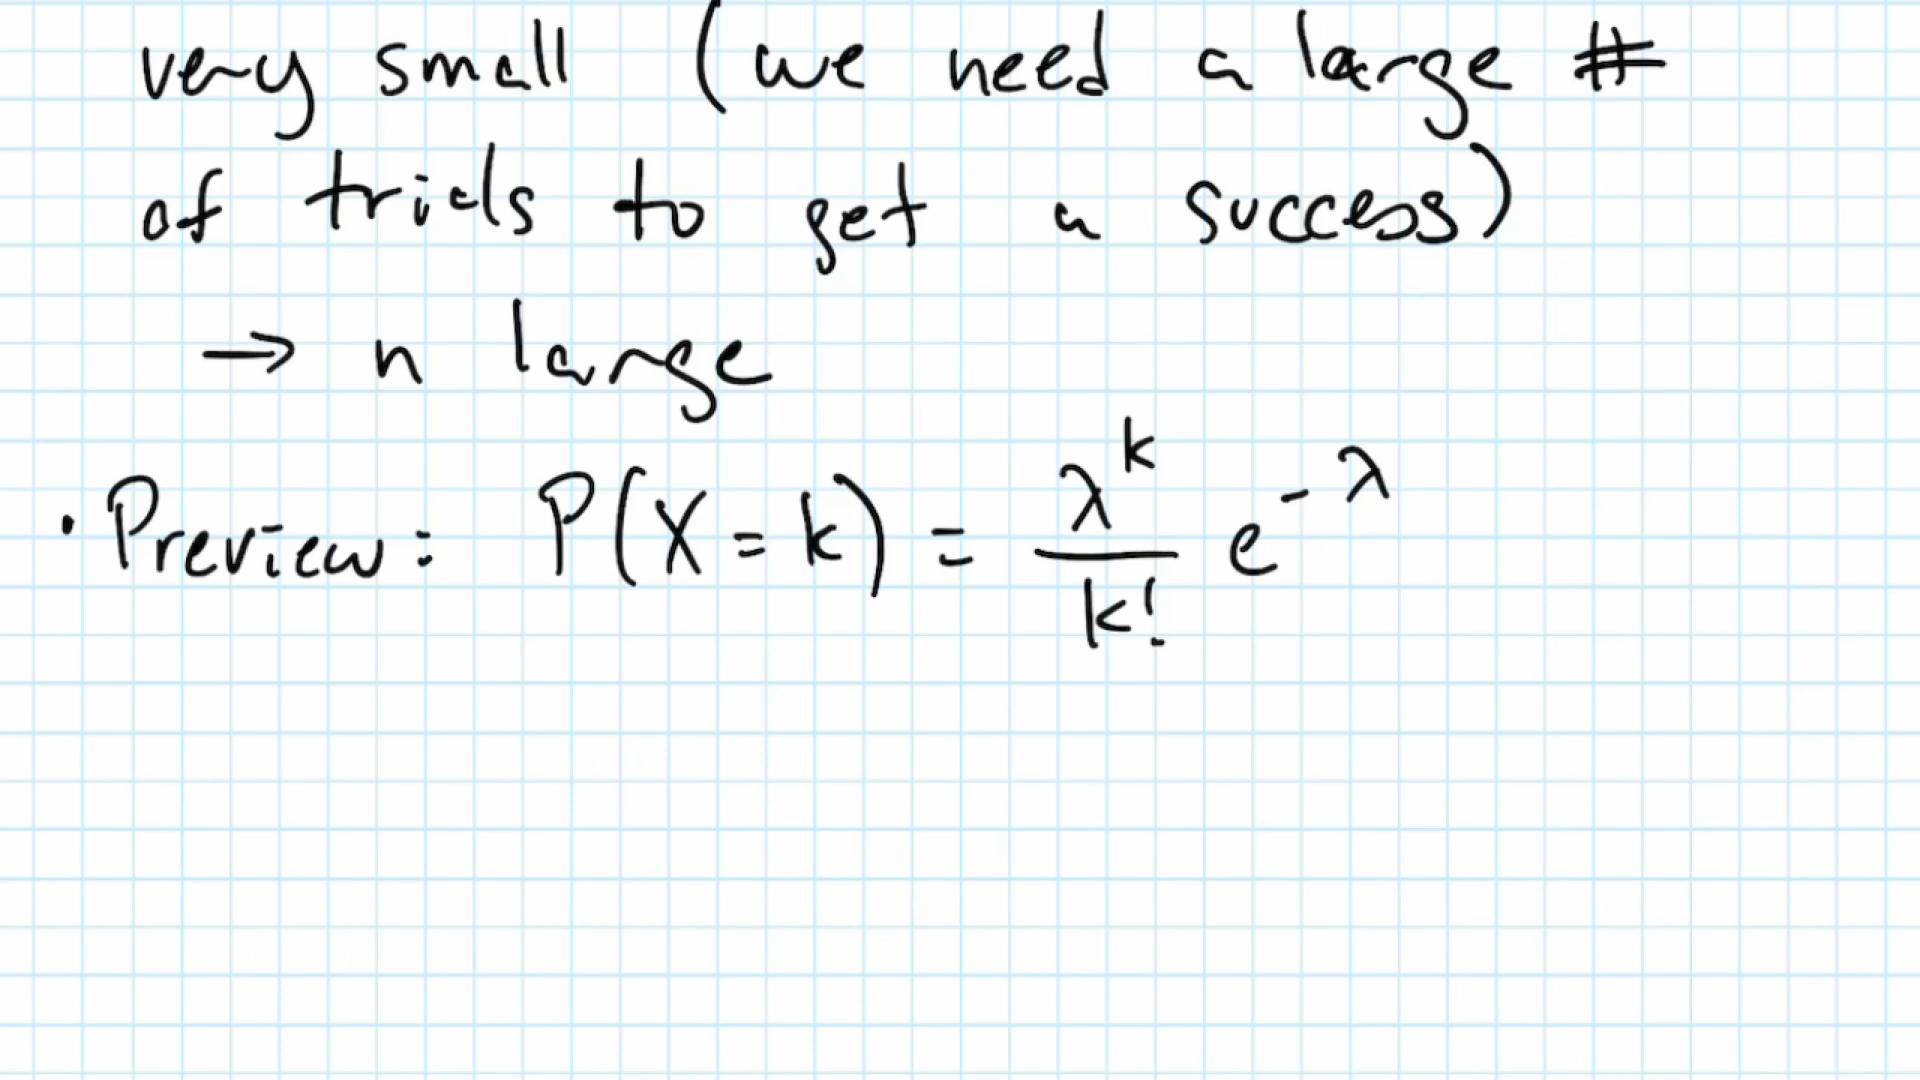 very small (we need a large #
of trials to get a success)
→ n large
· Preview: P(X = k) = λ^k / k! e^-λ